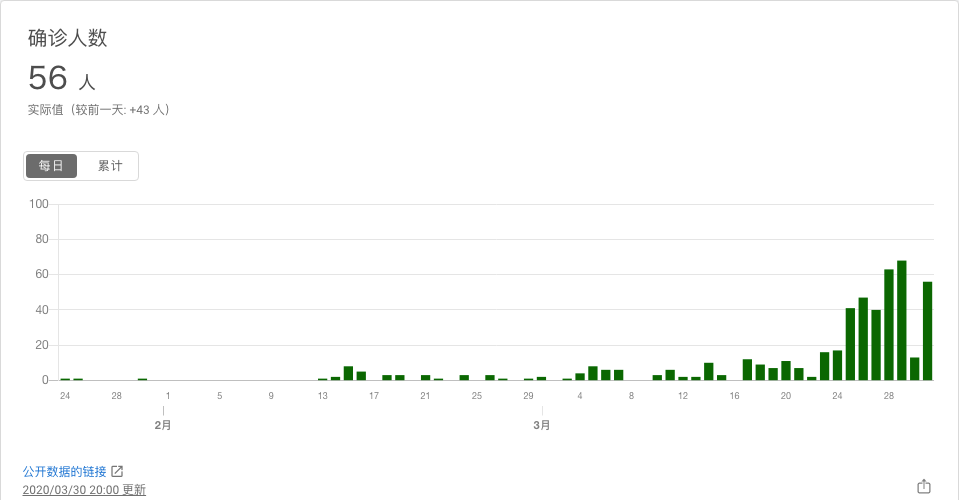 确诊人数
56 人
实际值（较前一天: +43 人）
每日 累计
100
80
60
40
20
0
24 28 1 5 9 13 17 21 25 29 4 8 12 16 20 24 28
2月 3月
公开数据的链接
2020/03/30 20:00 更新